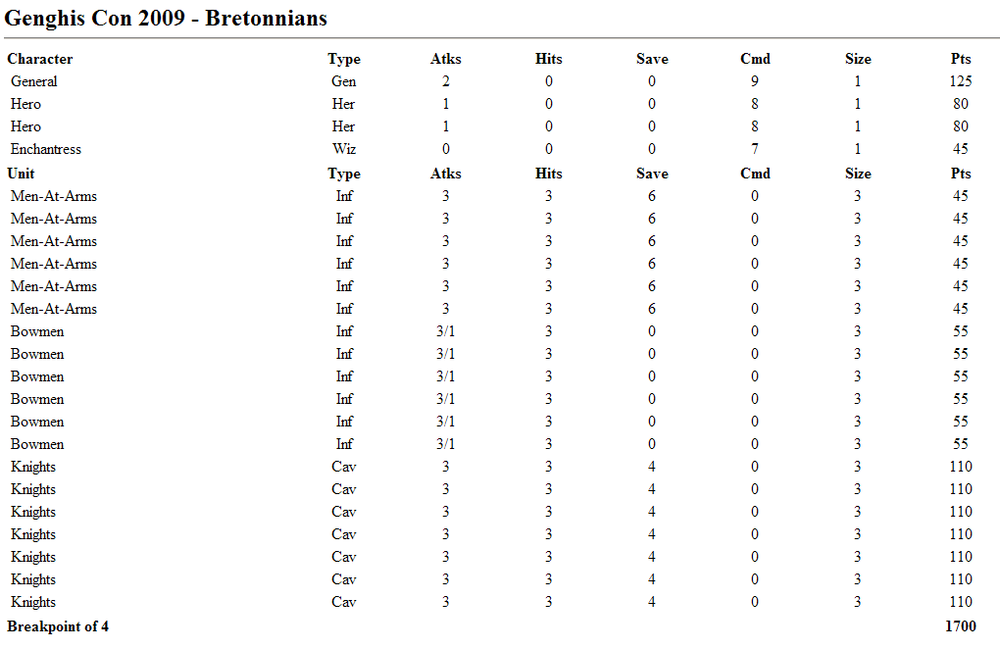 Genghis Con 2009 - Bretonnians
Character Type Atks Hits Save Cmd Size Pts
General Gen 2 0 0 9 1 125
Hero Her 1 0 0 8 1 80
Hero Her 1 0 0 8 1 80
Enchantress Wiz 0 0 0 7 1 45
Unit Type Atks Hits Save Cmd Size Pts
Men-At-Arms Inf 3 3 6 0 3 45
Men-At-Arms Inf 3 3 6 0 3 45
Men-At-Arms Inf 3 3 6 0 3 45
Men-At-Arms Inf 3 3 6 0 3 45
Men-At-Arms Inf 3 3 6 0 3 45
Men-At-Arms Inf 3 3 6 0 3 45
Bowmen Inf 3/1 3 0 0 3 55
Bowmen Inf 3/1 3 0 0 3 55
Bowmen Inf 3/1 3 0 0 3 55
Bowmen Inf 3/1 3 0 0 3 55
Bowmen Inf 3/1 3 0 0 3 55
Bowmen Inf 3/1 3 0 0 3 55
Knights Cav 3 3 4 0 3 110
Knights Cav 3 3 4 0 3 110
Knights Cav 3 3 4 0 3 110
Knights Cav 3 3 4 0 3 110
Knights Cav 3 3 4 0 3 110
Knights Cav 3 3 4 0 3 110
Knights Cav 3 3 4 0 3 110
Breakpoint of 4 1700